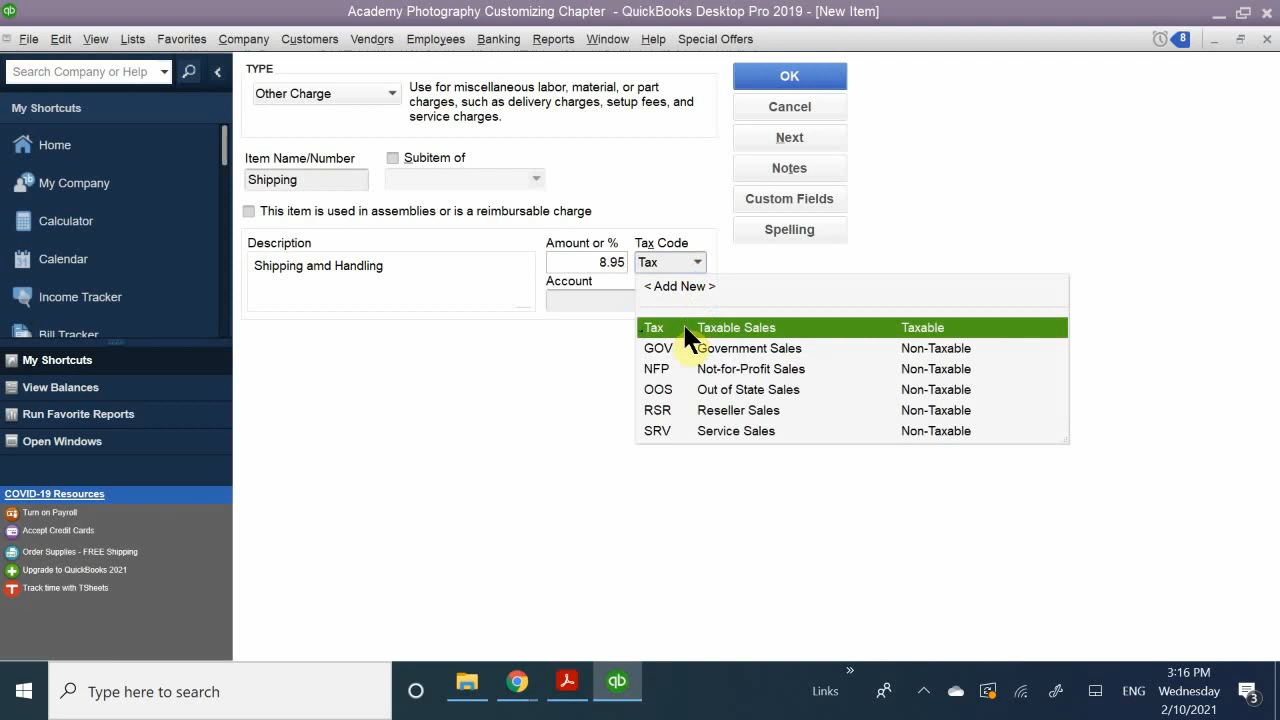 Academy Photography Customizing Chapter - QuickBooks Desktop Pro 2019 - [New Item]
File Edit View Lists Favorites Company Customers Vendors Employees Banking Reports Window Help Special Offers
8
Search Company or Help
My Shortcuts
Home
My Company
Calculator
Calendar
Income Tracker
Bill Tracker
My Shortcuts
View Balances
Run Favorite Reports
Open Windows
COVID-19 Resources
Turn on Payroll
Accept Credit Cards
Order Supplies - FREE Shipping
Upgrade to QuickBooks 2021
Track time with TSheets
TYPE
Other Charge
Use for miscellaneous labor, material, or part
charges, such as delivery charges, setup fees, and
service charges.
Item Name/Number
Subitem of
Shipping
This item is used in assemblies or is a reimbursable charge
Description
Shipping amd Handling
Amount or %
Tax Code
8.95
Tax
Account
OK
Cancel
Next
Notes
Custom Fields
Spelling
< Add New >
Tax Taxable Sales Taxable
GOV Government Sales Non-Taxable
NFP Not-for-Profit Sales Non-Taxable
OOS Out of State Sales Non-Taxable
RSR Reseller Sales Non-Taxable
SRV Service Sales Non-Taxable
Type here to search
qb
Links
ENG
3:16 PM
Wednesday
2/10/2021
3